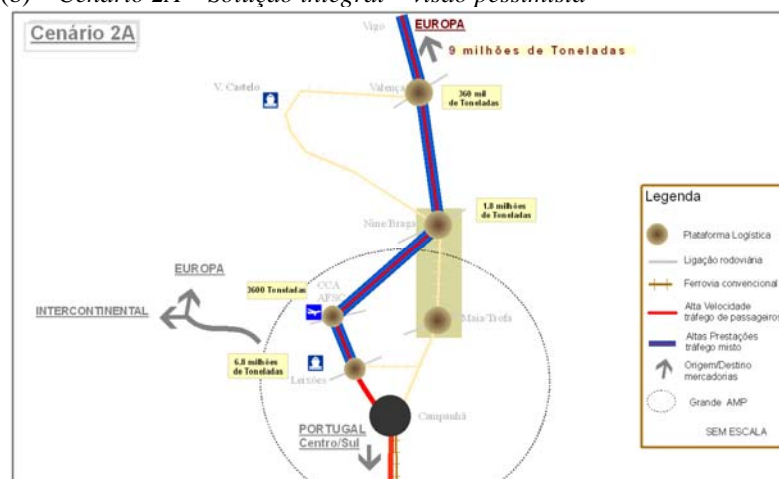 (8) – Cenário 2A – Solução integral – visão pessimista
Cenário 2A
Vigo
EUROPA
9 milhões de Toneladas
V. Castelo
Valença
360 mil
de Toneladas
1.8 milhões
de Toneladas
Nine/Braga
EUROPA
INTERCONTINENTAL
3600 Toneladas
CCA
AFSC
Maia/Trofa
6.8 milhões
de Toneladas
Leixões
Campanhã
PORTUGAL
Centro/Sul
Legenda
Plataforma Logística
Ligação rodoviária
Ferrovia convencional
Alta Velocidade
tráfego de passageiros
Altas Prestações
tráfego misto
Origem/Destino
mercadorias
Grande AMP
SEM ESCALA